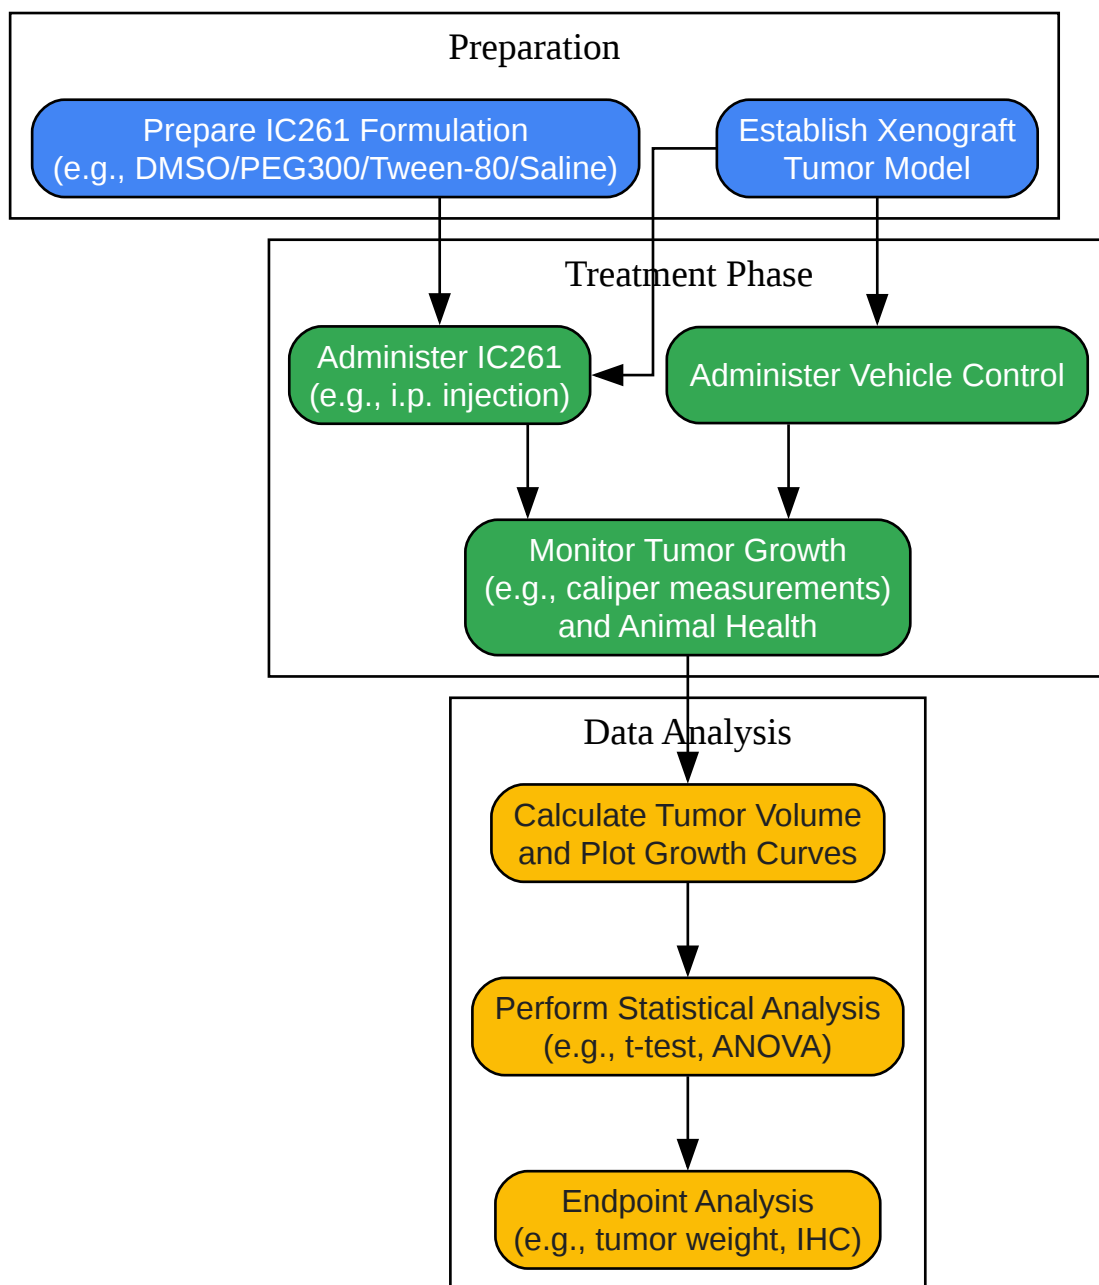 Preparation
Prepare IC261 Formulation
(e.g., DMSO/PEG300/Tween-80/Saline)
Establish Xenograft
Tumor Model
Treatment Phase
Administer IC261
(e.g., i.p. injection)
Administer Vehicle Control
Monitor Tumor Growth
(e.g., caliper measurements)
and Animal Health
Data Analysis
Calculate Tumor Volume
and Plot Growth Curves
Perform Statistical Analysis
(e.g., t-test, ANOVA)
Endpoint Analysis
(e.g., tumor weight, IHC)